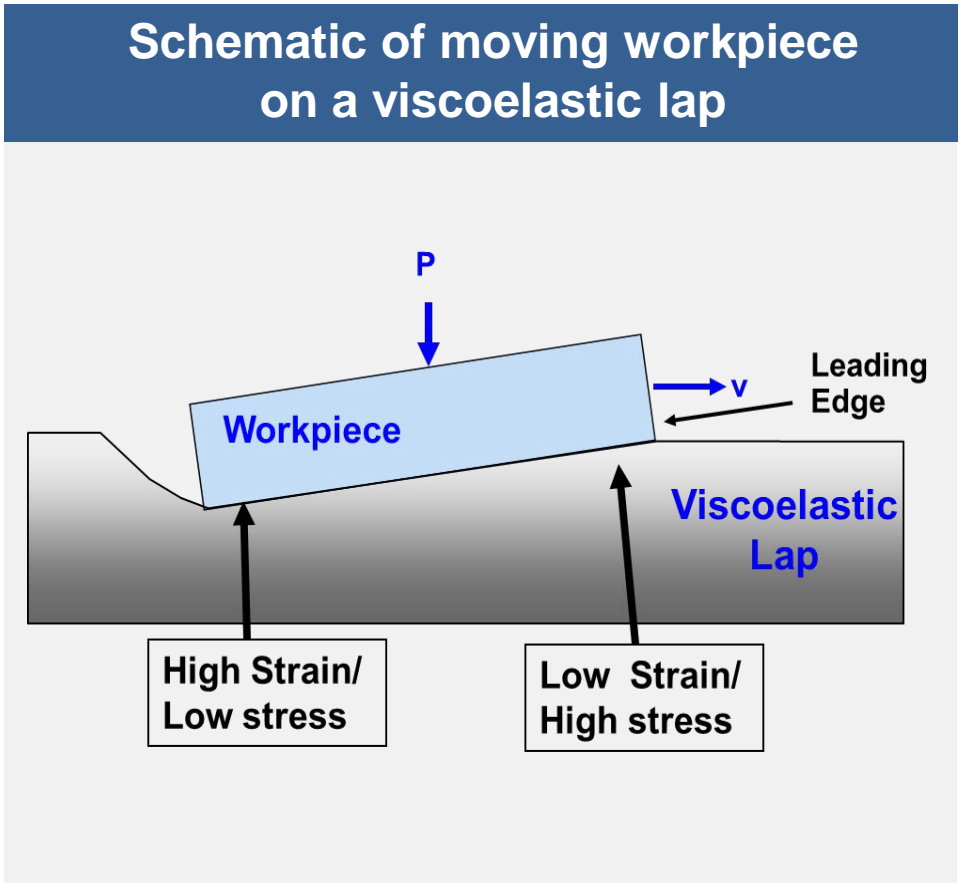 Schematic of moving workpiece
on a viscoelastic lap
P
v
Leading
Edge
Workpiece
Viscoelastic
Lap
High Strain/
Low stress
Low Strain/
High stress